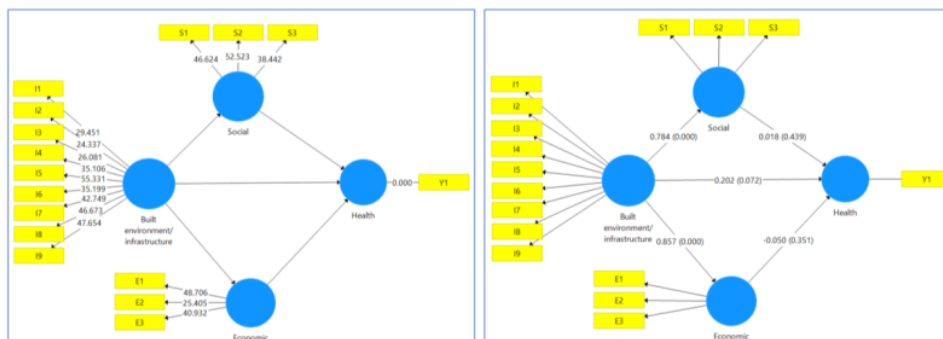 S1 S2 S3
46.624 52.523 38.442
I1
I2
I3
I4
I5
I6
I7
I8
I9
29.451
24.337
26.081
35.106
55.331
35.199
42.749
46.673
47.654
Social
Built
environment/
infrastructure
0.000
Y1
Health
E1
E2
E3
48.706
25.405
40.932
Economic
S1 S2 S3
I1
I2
I3
I4
I5
I6
I7
I8
I9
Social
0.784 (0.000)
0.018 (0.439)
0.202 (0.072)
Y1
Built
environment/
infrastructure
Health
0.857 (0.000)
-0.050 (0.351)
E1
E2
E3
Economic